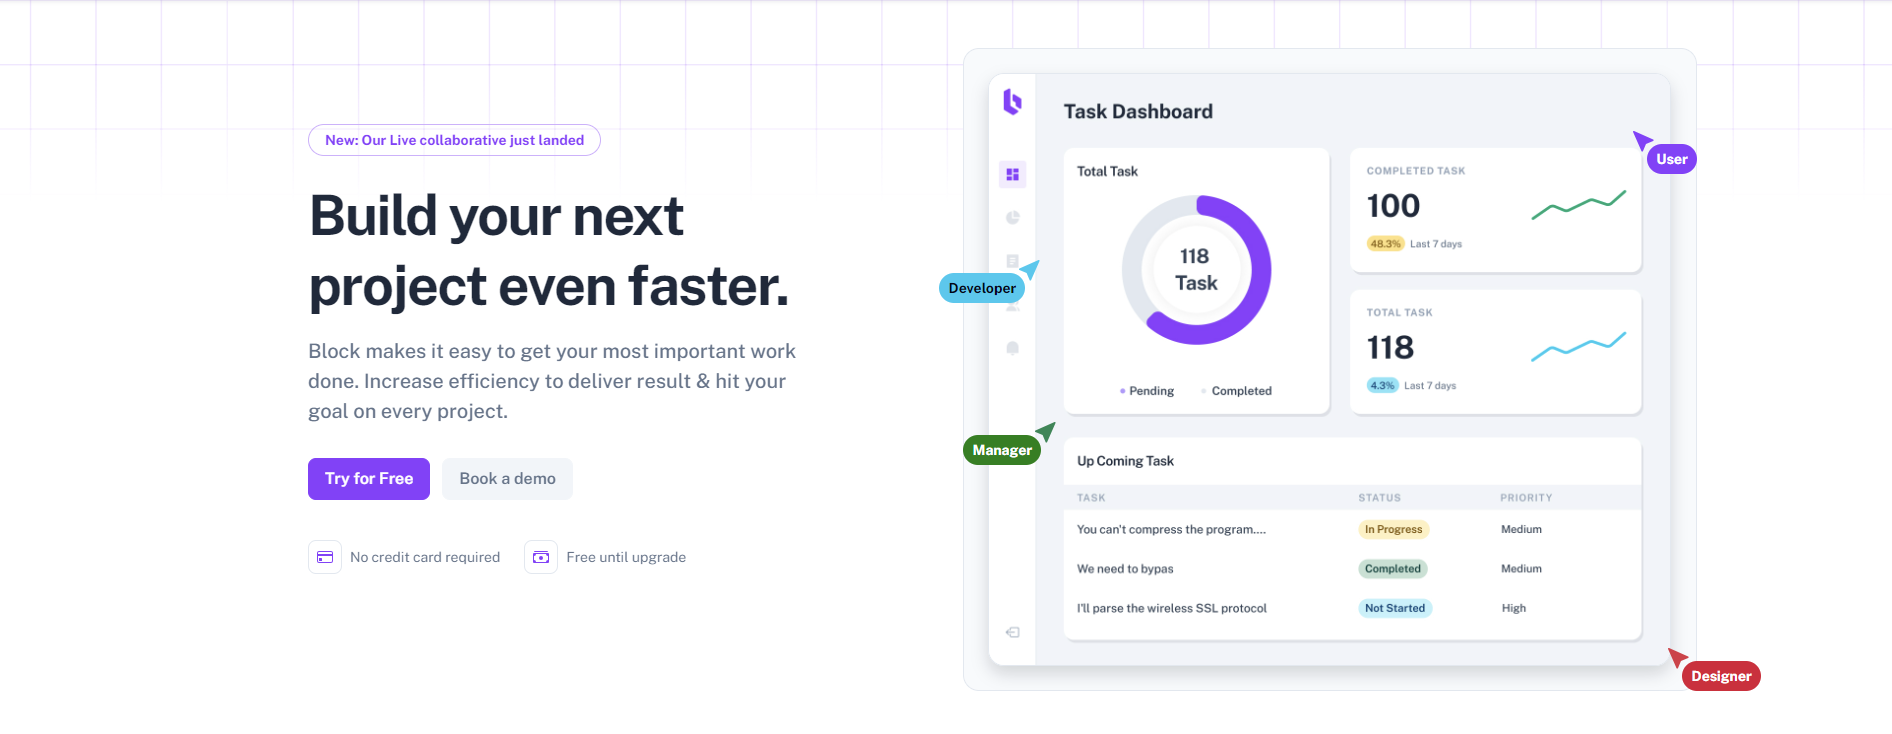 New: Our Live collaborative just landed
Build your next
project even faster.
Block makes it easy to get your most important work
done. Increase efficiency to deliver result & hit your
goal on every project.
Try for Free
Book a demo
No credit card required
Free until upgrade
Task Dashboard
Total Task
118
Task
Pending
Completed
COMPLETED TASK
100
48.3% Last 7 days
TOTAL TASK
118
4.3% Last 7 days
User
Developer
Manager
Up Coming Task
TASK STATUS PRIORITY
You can't compress the program.... In Progress Medium
We need to bypas Completed Medium
I'll parse the wireless SSL protocol Not Started High
Designer